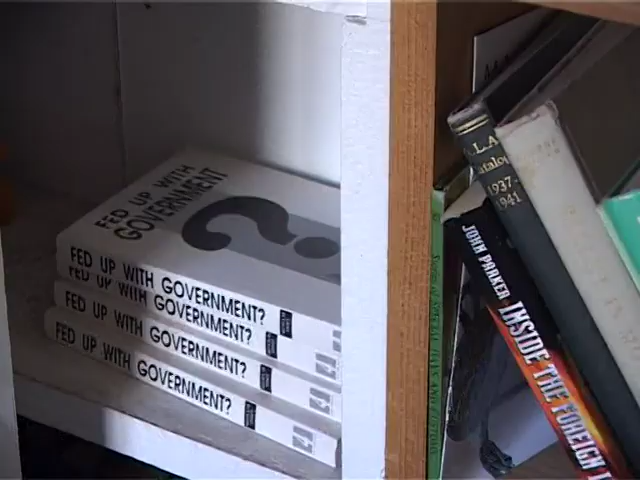 FED UP WITH
GOVERNMENT
?
FED UP WITH GOVERNMENT?
FED UP WITH GOVERNMENT?
FED UP WITH GOVERNMENT?
FED UP WITH GOVERNMENT?
A.L.A.
Catalog
1937-
1941
JOHN PARKER INSIDE THE FOREIGN